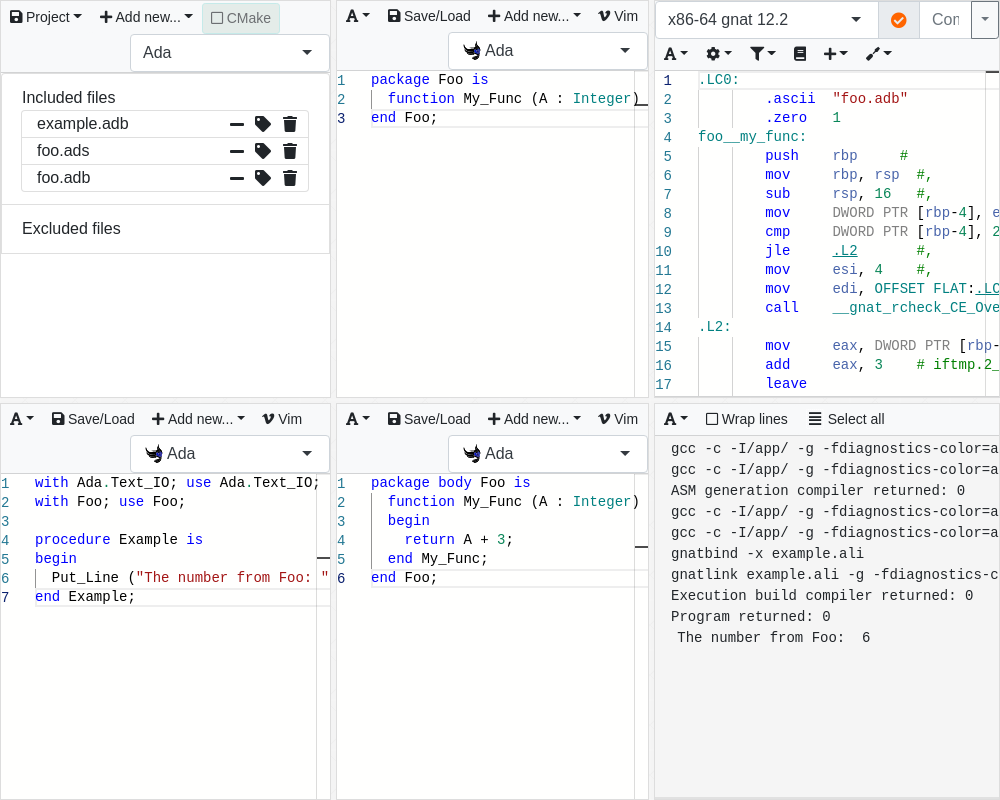 Project
Add new...
CMake
Ada
Included files
example.adb
foo.ads
foo.adb
Excluded files
A
Save/Load
Add new...
Vim
Ada
1 package Foo is
2 function My_Func (A : Integer)
3 end Foo;
x86-64 gnat 12.2
Con
A
1 .LC0:
2 .ascii "foo.adb"
3 .zero 1
4 foo__my_func:
5 push rbp #
6 mov rbp, rsp #,
7 sub rsp, 16 #,
8 mov DWORD PTR [rbp-4], e
9 cmp DWORD PTR [rbp-4], 2
10 jle .L2 #,
11 mov esi, 4 #,
12 mov edi, OFFSET FLAT:.LC
13 call __gnat_rcheck_CE_Ove
14 .L2:
15 mov eax, DWORD PTR [rbp-
16 add eax, 3 # iftmp.2_
17 leave
A
Save/Load
Add new...
Vim
Ada
1 with Ada.Text_IO; use Ada.Text_IO;
2 with Foo; use Foo;
3
4 procedure Example is
5 begin
6 Put_Line ("The number from Foo: "
7 end Example;
A
Save/Load
Add new...
Vim
Ada
1 package body Foo is
2 function My_Func (A : Integer)
3 begin
4 return A + 3;
5 end My_Func;
6 end Foo;
A
Wrap lines
Select all
gcc -c -I/app/ -g -fdiagnostics-color=a
gcc -c -I/app/ -g -fdiagnostics-color=a
ASM generation compiler returned: 0
gcc -c -I/app/ -g -fdiagnostics-color=a
gcc -c -I/app/ -g -fdiagnostics-color=a
gnatbind -x example.ali
gnatlink example.ali -g -fdiagnostics-c
Execution build compiler returned: 0
Program returned: 0
The number from Foo:  6